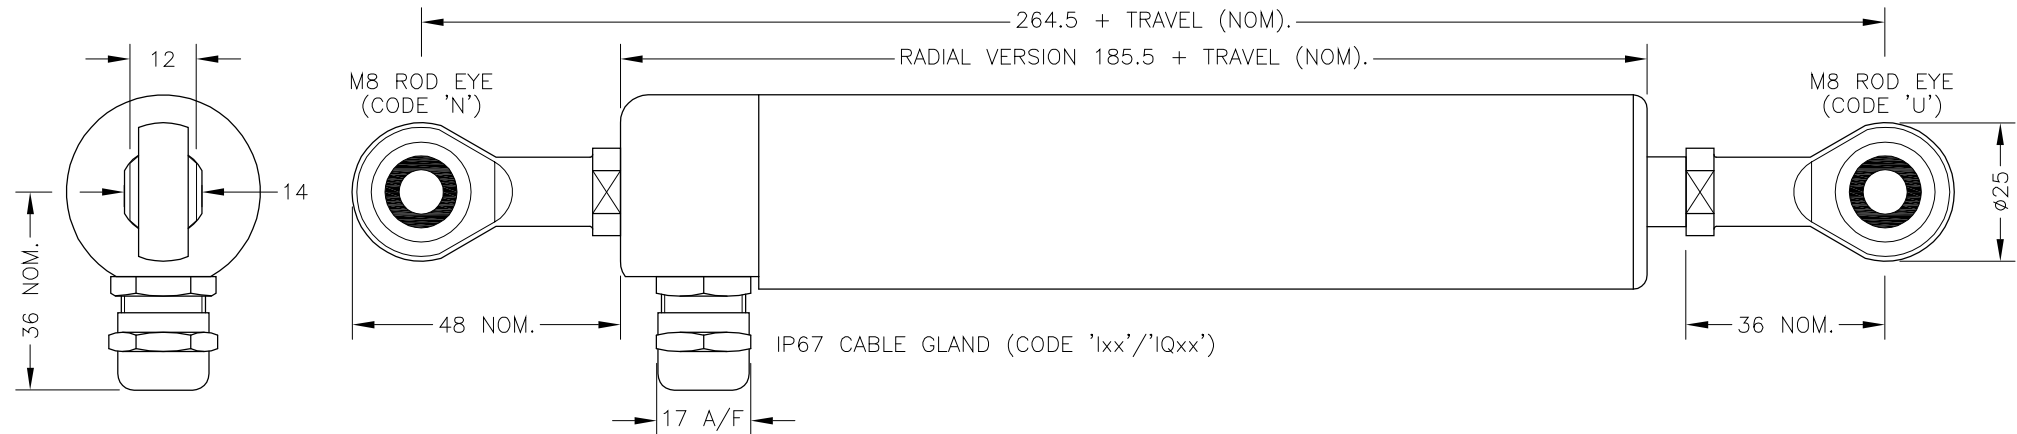 264.5 + TRAVEL (NOM).
RADIAL VERSION 185.5 + TRAVEL (NOM).
12
M8 ROD EYE
(CODE 'N')
M8 ROD EYE
(CODE 'U')
14
ø25
36 NOM.
48 NOM.
36 NOM.
IP67 CABLE GLAND (CODE 'Ixx'/'IQxx')
17 A/F